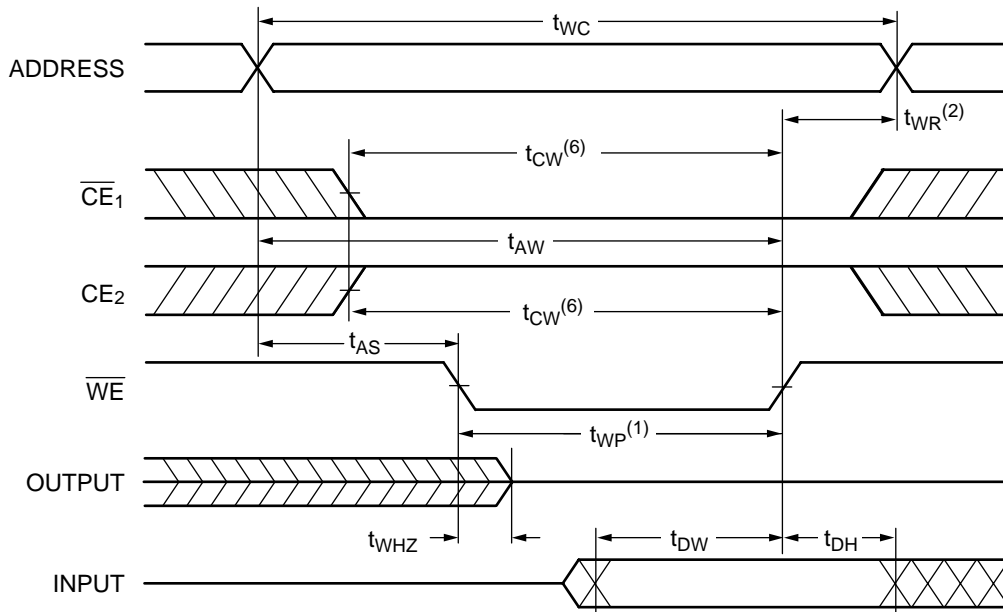 tWC
ADDRESS
tWR(2)
tCW(6)
CE1
tAW
CE2
tCW(6)
tAS
WE
tWP(1)
OUTPUT
tWHZ
tDW
tDH
INPUT